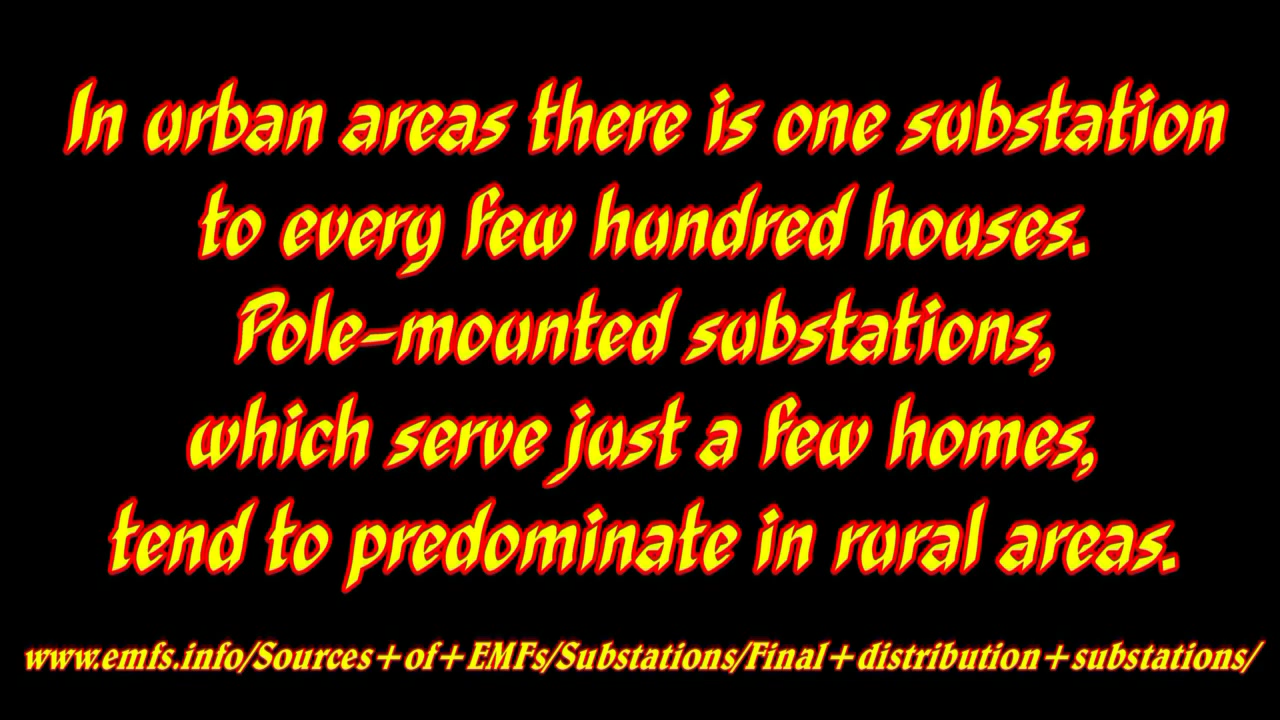 In urban areas there is one substation
to every few hundred houses.
Pole-mounted substations,
which serve just a few homes,
tend to predominate in rural areas.
www.emfs.info/Sources+of+EMFs/Substations/Final+distribution+substations/